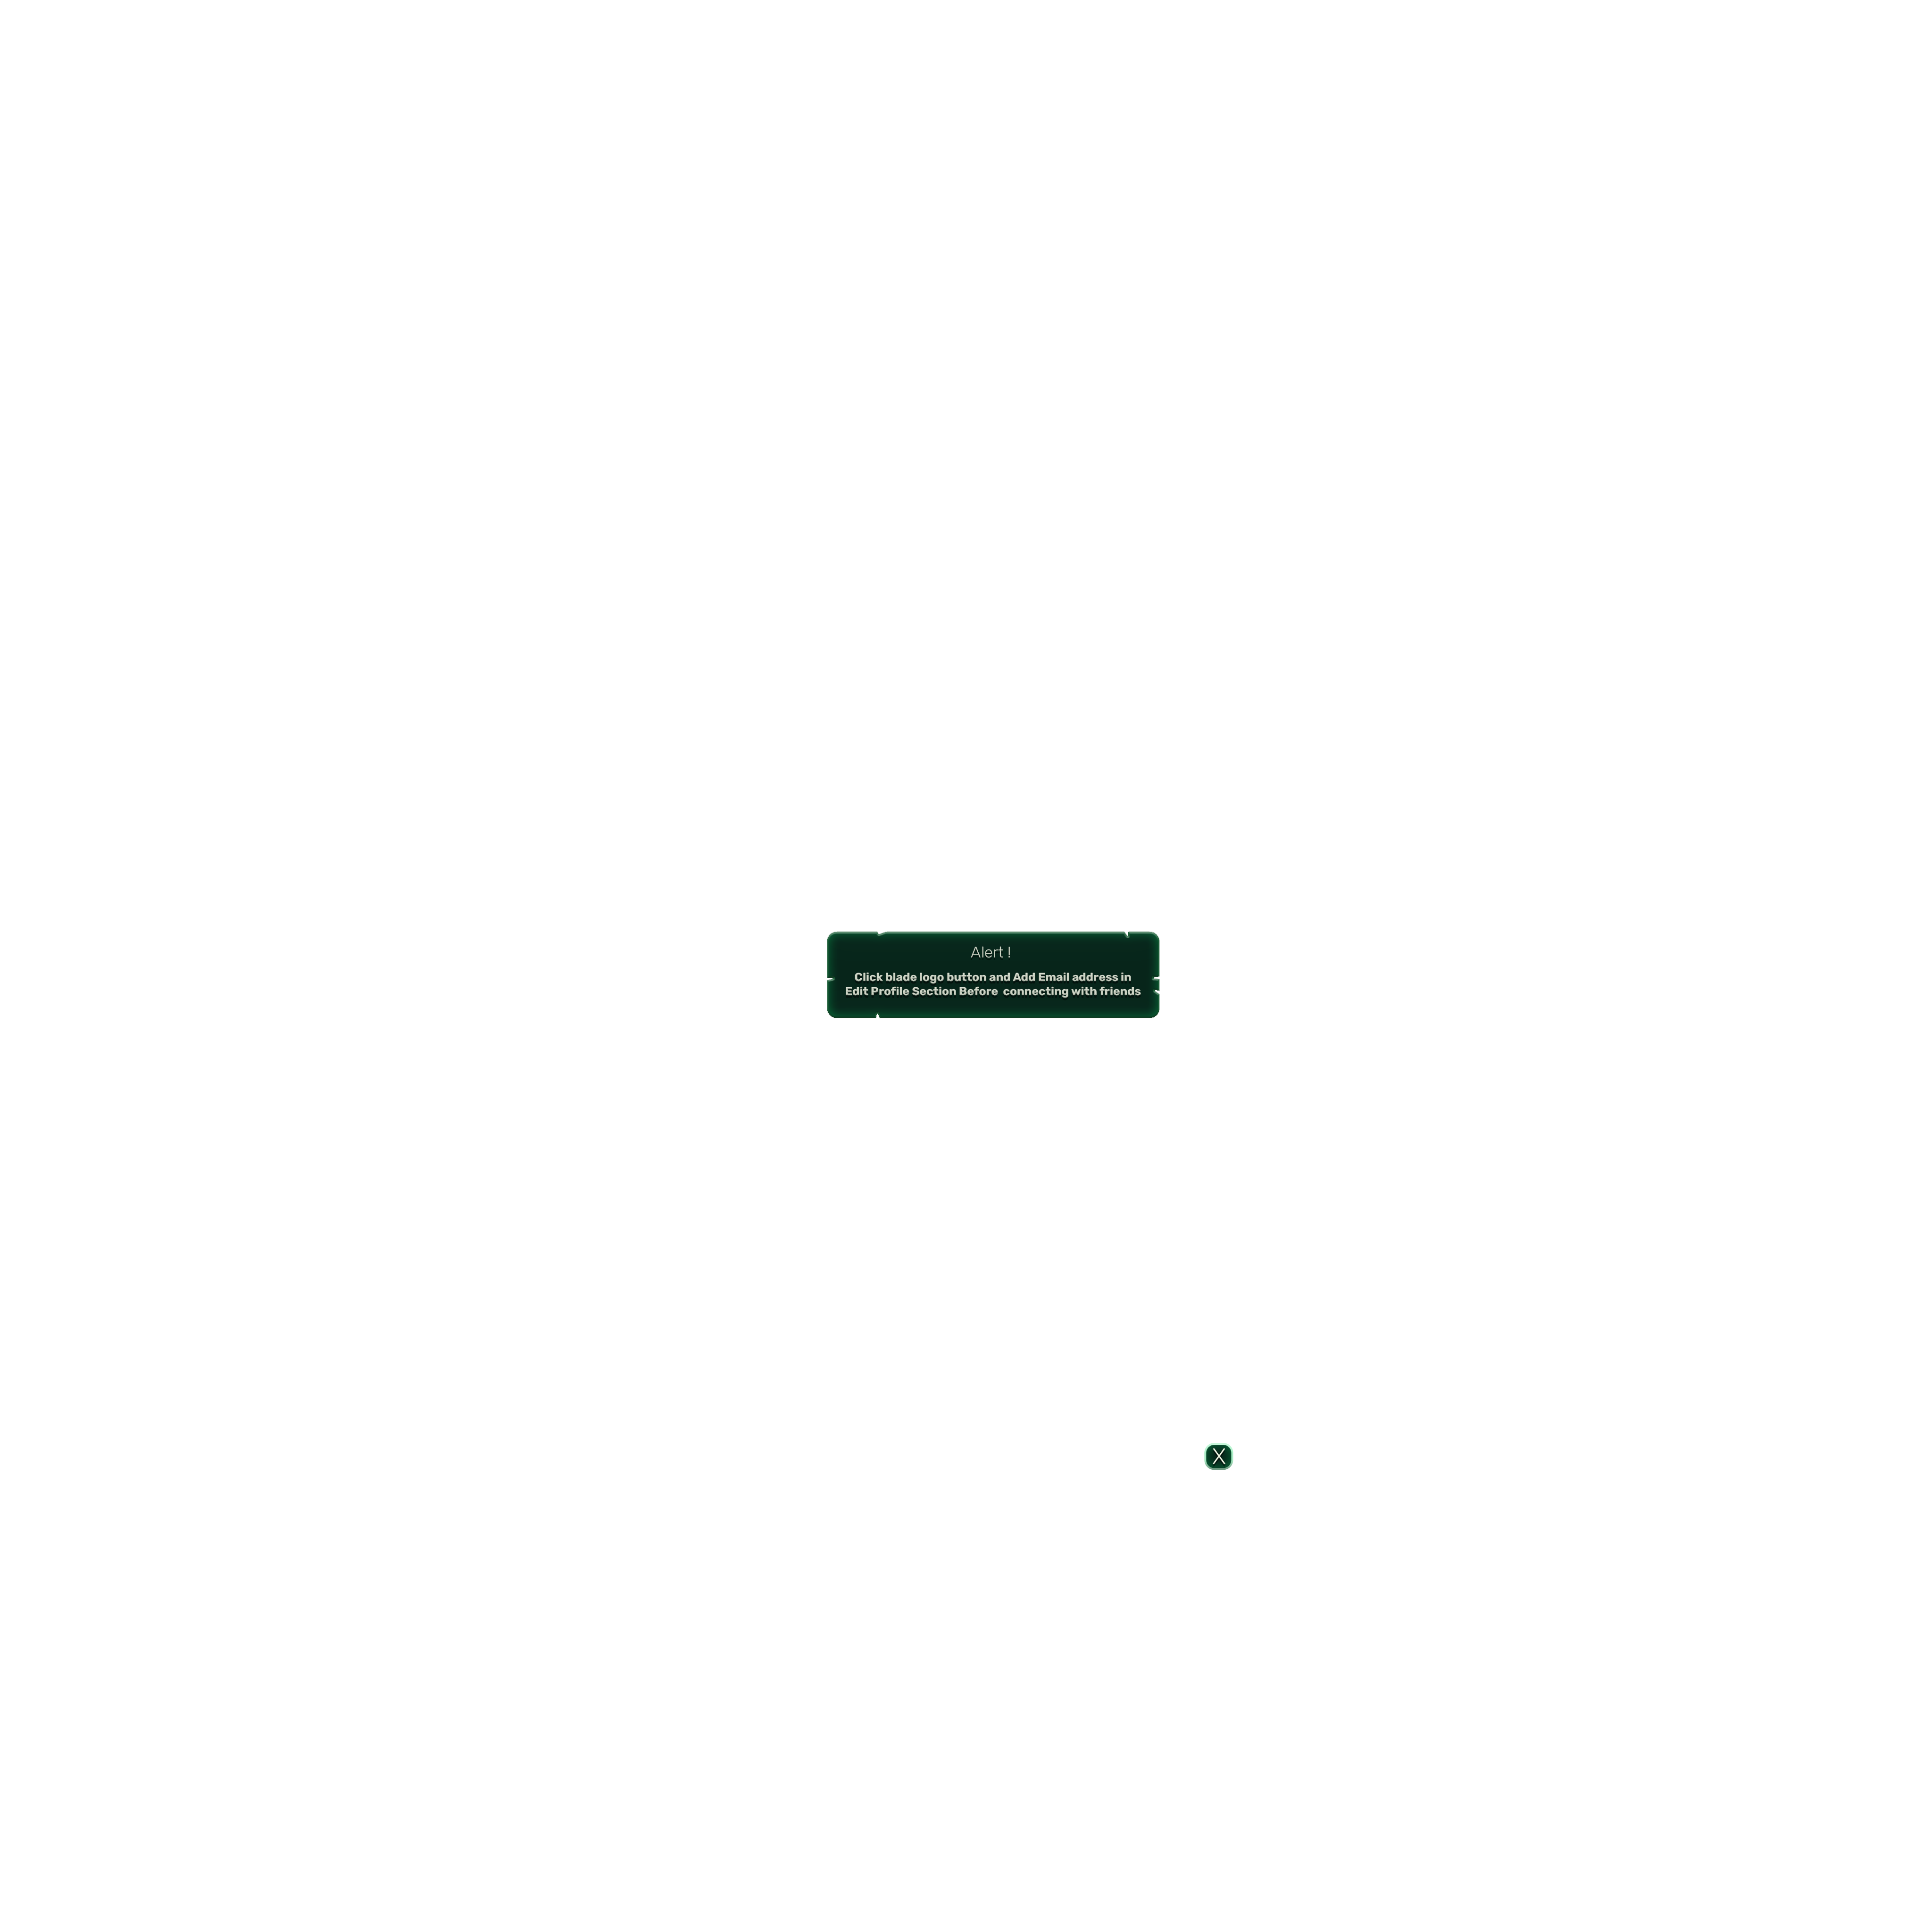 Alert !
Click blade logo button and Add Email address in
Edit Profile Section Before  connecting with friends
X